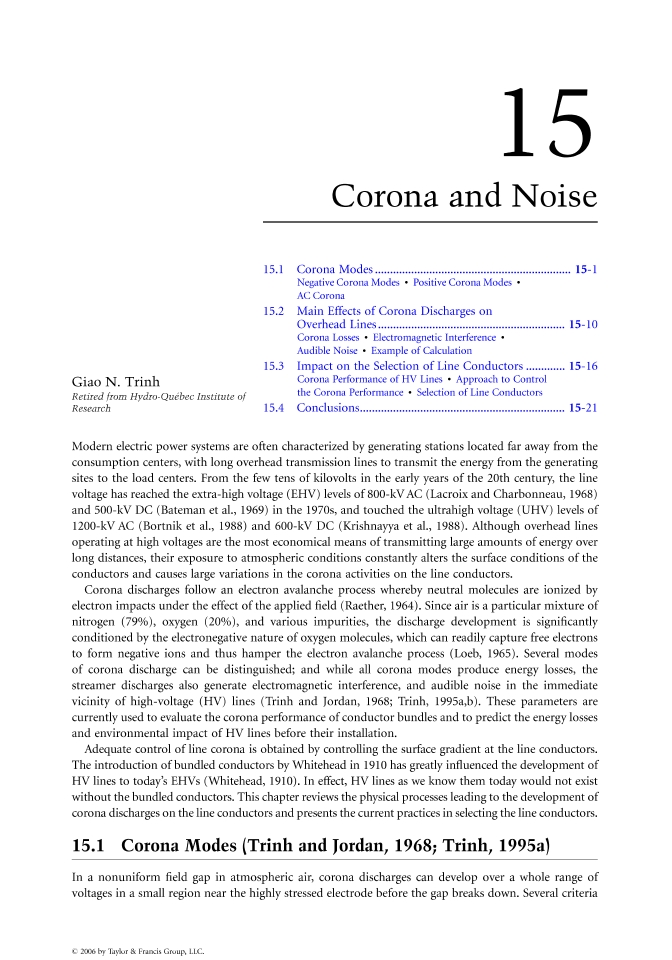 15
Corona and Noise
15.1 Corona Modes ................................................................. 15-1
Negative Corona Modes • Positive Corona Modes •
AC Corona
15.2 Main Effects of Corona Discharges on
Overhead Lines.............................................................. 15-10
Corona Losses • Electromagnetic Interference •
Audible Noise • Example of Calculation
15.3 Impact on the Selection of Line Conductors ............. 15-16
Corona Performance of HV Lines • Approach to Control
the Corona Performance • Selection of Line Conductors
15.4 Conclusions.................................................................... 15-21
Giao N. Trinh
Retired from Hydro-Québec Institute of
Research
Modern electric power systems are often characterized by generating stations located far away from the
consumption centers, with long overhead transmission lines to transmit the energy from the generating
sites to the load centers. From the few tens of kilovolts in the early years of the 20th century, the line
voltage has reached the extra-high voltage (EHV) levels of 800-kV AC (Lacroix and Charbonneau, 1968)
and 500-kV DC (Bateman et al., 1969) in the 1970s, and touched the ultrahigh voltage (UHV) levels of
1200-kV AC (Bortnik et al., 1988) and 600-kV DC (Krishnayya et al., 1988). Although overhead lines
operating at high voltages are the most economical means of transmitting large amounts of energy over
long distances, their exposure to atmospheric conditions constantly alters the surface conditions of the
conductors and causes large variations in the corona activities on the line conductors.
Corona discharges follow an electron avalanche process whereby neutral molecules are ionized by
electron impacts under the effect of the applied field (Raether, 1964). Since air is a particular mixture of
nitrogen (79%), oxygen (20%), and various impurities, the discharge development is significantly
conditioned by the electronegative nature of oxygen molecules, which can readily capture free electrons
to form negative ions and thus hamper the electron avalanche process (Loeb, 1965). Several modes
of corona discharge can be distinguished; and while all corona modes produce energy losses, the
streamer discharges also generate electromagnetic interference, and audible noise in the immediate
vicinity of high-voltage (HV) lines (Trinh and Jordan, 1968; Trinh, 1995a,b). These parameters are
currently used to evaluate the corona performance of conductor bundles and to predict the energy losses
and environmental impact of HV lines before their installation.
Adequate control of line corona is obtained by controlling the surface gradient at the line conductors.
The introduction of bundled conductors by Whitehead in 1910 has greatly influenced the development of
HV lines to today's EHVs (Whitehead, 1910). In effect, HV lines as we know them today would not exist
without the bundled conductors. This chapter reviews the physical processes leading to the development of
corona discharges on the line conductors and presents the current practices in selecting the line conductors.
15.1 Corona Modes (Trinh and Jordan, 1968; Trinh, 1995a)
In a nonuniform field gap in atmospheric air, corona discharges can develop over a whole range of
voltages in a small region near the highly stressed electrode before the gap breaks down. Several criteria
© 2006 by Taylor & Francis Group, LLC.